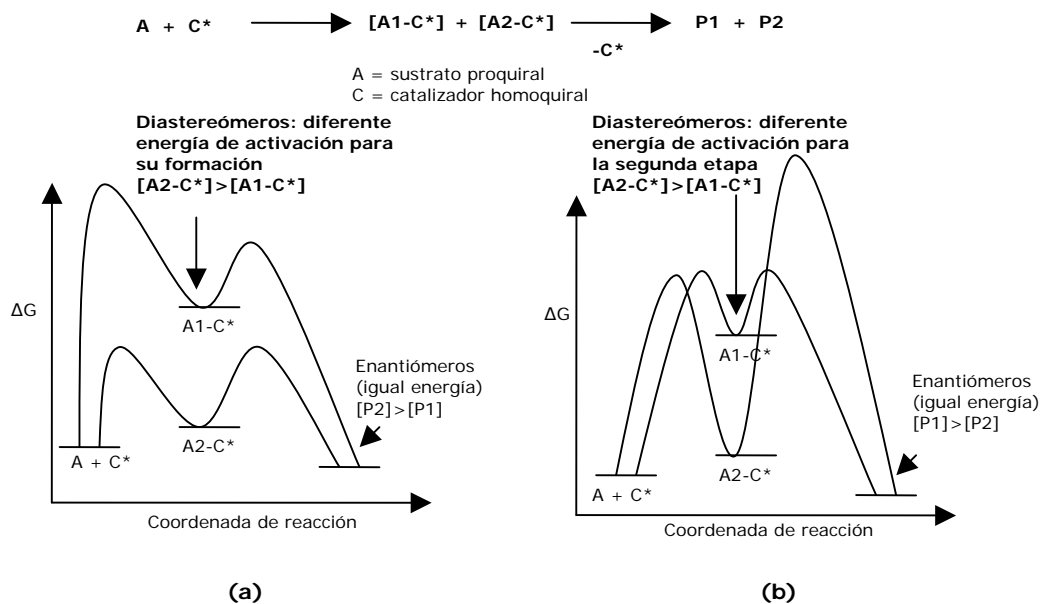 A + C* [A1-C*] + [A2-C*] P1 + P2
-C*
A = sustrato proquiral
C = catalizador homoquiral
Diastereómeros: diferente
energía de activación para
su formación
[A2-C*]>[A1-C*]
ΔG
A1-C*
A2-C*
A + C*
Enantiómeros
(igual energía)
[P2]>[P1]
Coordenada de reacción
(a)
Diastereómeros: diferente
energía de activación para
la segunda etapa
[A2-C*]>[A1-C*]
ΔG
A1-C*
A2-C*
A + C*
Enantiómeros
(igual energía)
[P1]>[P2]
Coordenada de reacción
(b)